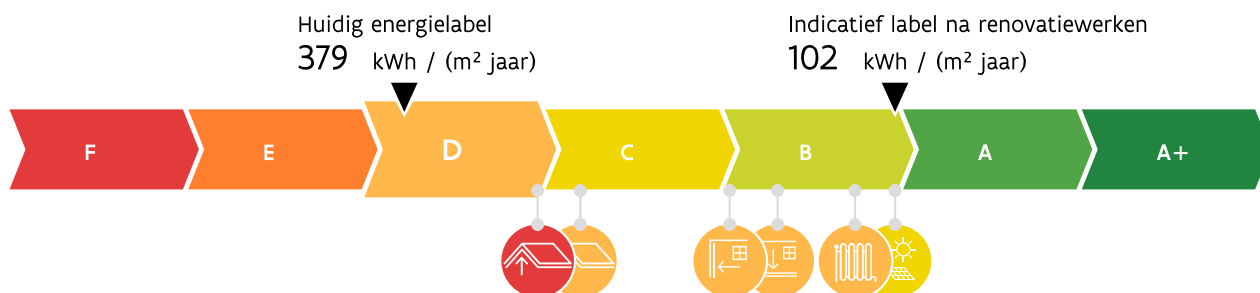 Huidig energielabel
379 kWh / (m² jaar)
Indicatief label na renovatiewerken
102 kWh / (m² jaar)
F E D C B A A+